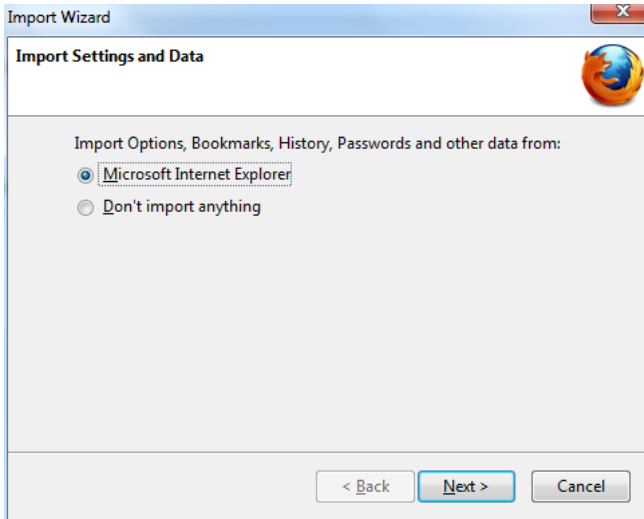 Import Wizard
Import Settings and Data
Import Options, Bookmarks, History, Passwords and other data from:
Microsoft Internet Explorer
Don't import anything
< Back Next > Cancel